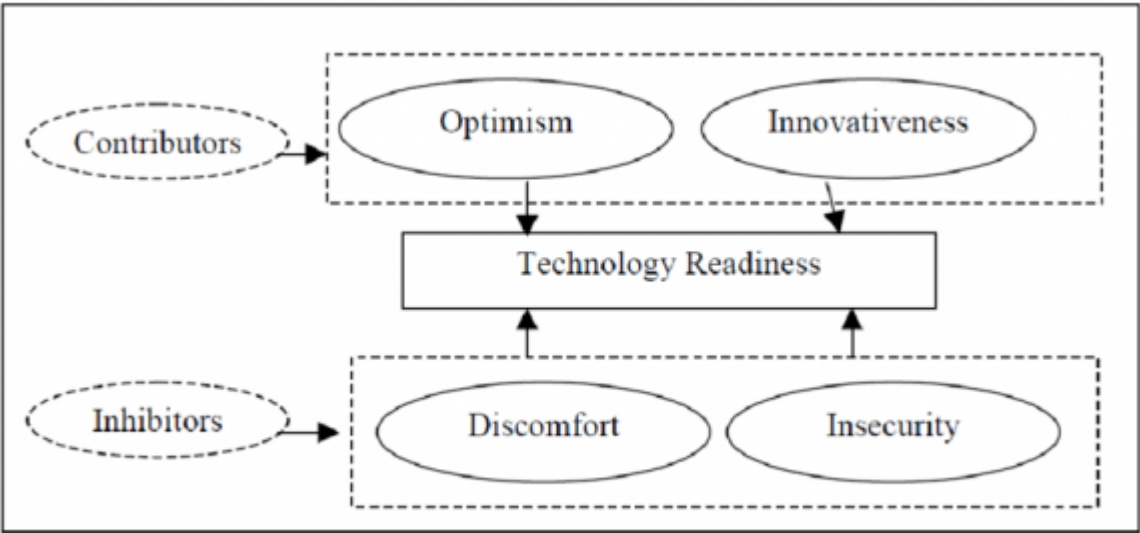 Contributors
Optimism
Innovativeness
Technology Readiness
Inhibitors
Discomfort
Insecurity